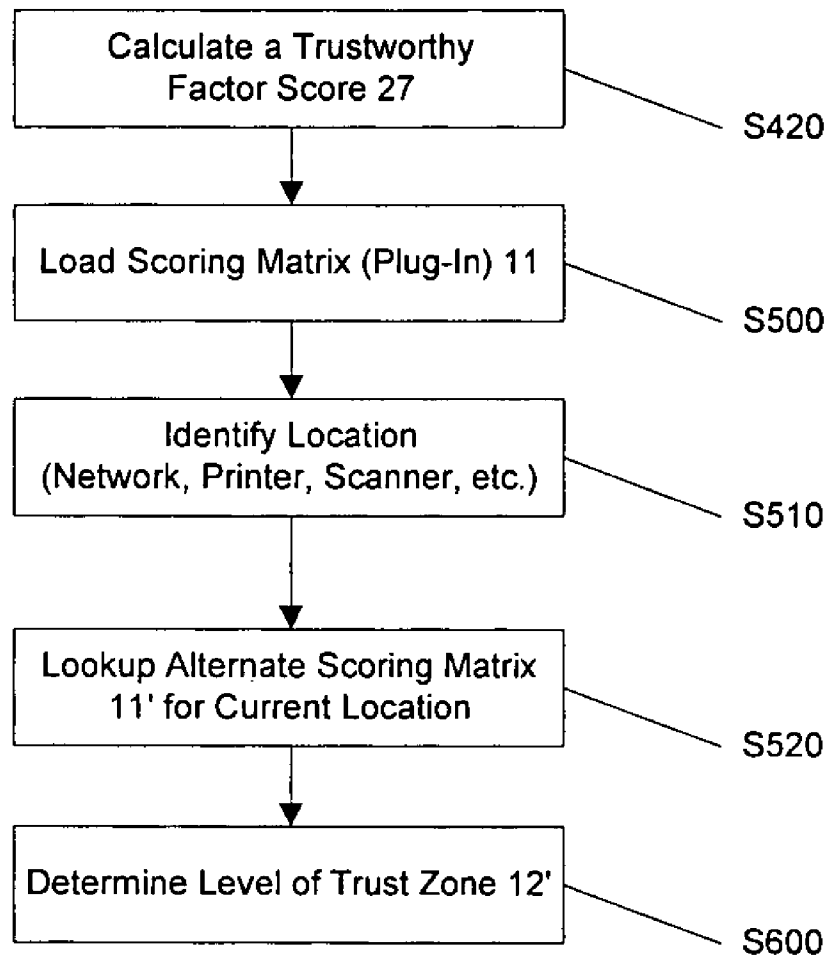 Calculate a Trustworthy
Factor Score 27
S420
Load Scoring Matrix (Plug-In) 11
S500
Identify Location
(Network, Printer, Scanner, etc.)
S510
Lookup Alternate Scoring Matrix
11' for Current Location
S520
Determine Level of Trust Zone 12'
S600